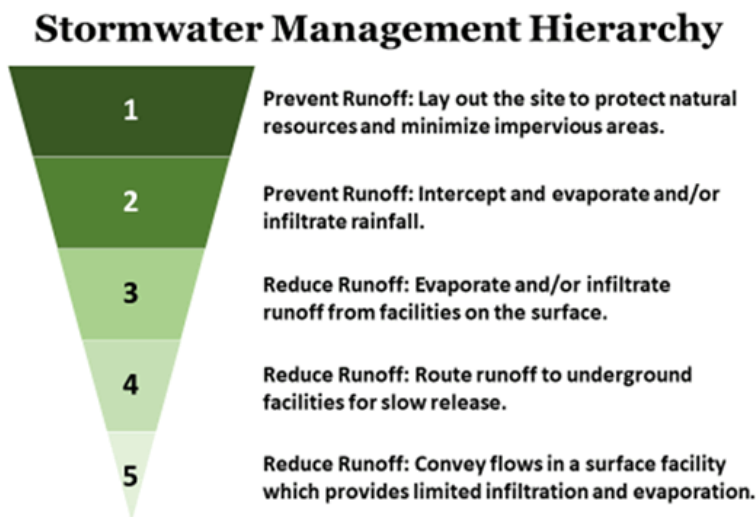 Stormwater Management Hierarchy
1
Prevent Runoff: Lay out the site to protect natural
resources and minimize impervious areas.
2
Prevent Runoff: Intercept and evaporate and/or
infiltrate rainfall.
3
Reduce Runoff: Evaporate and/or infiltrate
runoff from facilities on the surface.
4
Reduce Runoff: Route runoff to underground
facilities for slow release.
5
Reduce Runoff: Convey flows in a surface facility
which provides limited infiltration and evaporation.